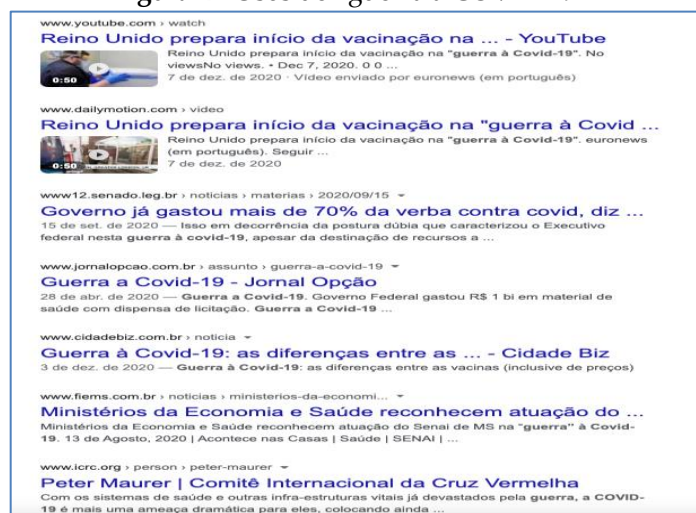 www.youtube.com › watch
Reino Unido prepara início da vacinação na ... - YouTube
Reino Unido prepara início da vacinação na "guerra à Covid-19". No
viewsNo views. • Dec 7, 2020. 0 0 ...
0:50
7 de dez. de 2020 · Vídeo enviado por euronews (em português)
www.dailymotion.com › video
Reino Unido prepara início da vacinação na "guerra à Covid ...
Reino Unido prepara início da vacinação na "guerra à Covid-19". euronews
(em português). Seguir ...
0:50
7 de dez. de 2020
www12.senado.leg.br › noticias › materias › 2020/09/15
Governo já gastou mais de 70% da verba contra covid, diz ...
15 de set. de 2020 — Isso em decorrência da postura dúbia que caracterizou o Executivo
federal nesta guerra à covid-19, apesar da destinação de recursos a ...
www.jornalopcao.com.br › assunto › guerra-a-covid-19
Guerra a Covid-19 - Jornal Opção
28 de abr. de 2020 — Guerra a Covid-19. Governo Federal gastou R$ 1 bi em material de
saúde com dispensa de licitação. Guerra a Covid-19 ...
www.cidadebiz.com.br › noticia
Guerra à Covid-19: as diferenças entre as ... - Cidade Biz
3 de dez. de 2020 — Guerra à Covid-19: as diferenças entre as vacinas (inclusive de preços)
www.fiems.com.br › noticias › ministerios-da-economi...
Ministérios da Economia e Saúde reconhecem atuação do ...
Ministérios da Economia e Saúde reconhecem atuação do Senai de MS na "guerra" à Covid-
19. 13 de Agosto, 2020 | Acontece nas Casas | Saúde | SENAI | ...
www.icrc.org › person › peter-maurer
Peter Maurer | Comitê Internacional da Cruz Vermelha
Com os sistemas de saúde e outras infra-estruturas vitais já devastados pela guerra, a COVID-
19 é mais uma ameaça dramática para eles, colocando ainda ...